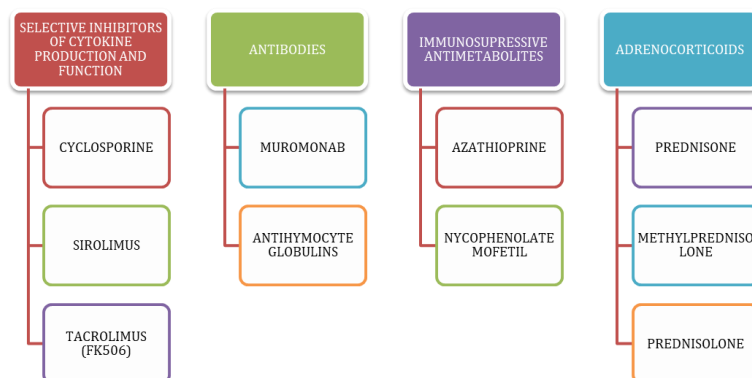 SELECTIVE INHIBITORS
OF CYTOKINE
PRODUCTION AND
FUNCTION
CYCLOSPORINE
SIROLIMUS
TACROLIMUS
(FK506)
ANTIBODIES
MUROMONAB
ANTIHYMOCYTE
GLOBULINS
IMMUNOSUPRESSIVE
ANTIMETABOLITES
AZATHIOPRINE
NYCOPHENOLATE
MOFETIL
ADRENOCORTICOIDS
PREDNISONE
METHYLPREDNISO
LONE
PREDNISOLONE